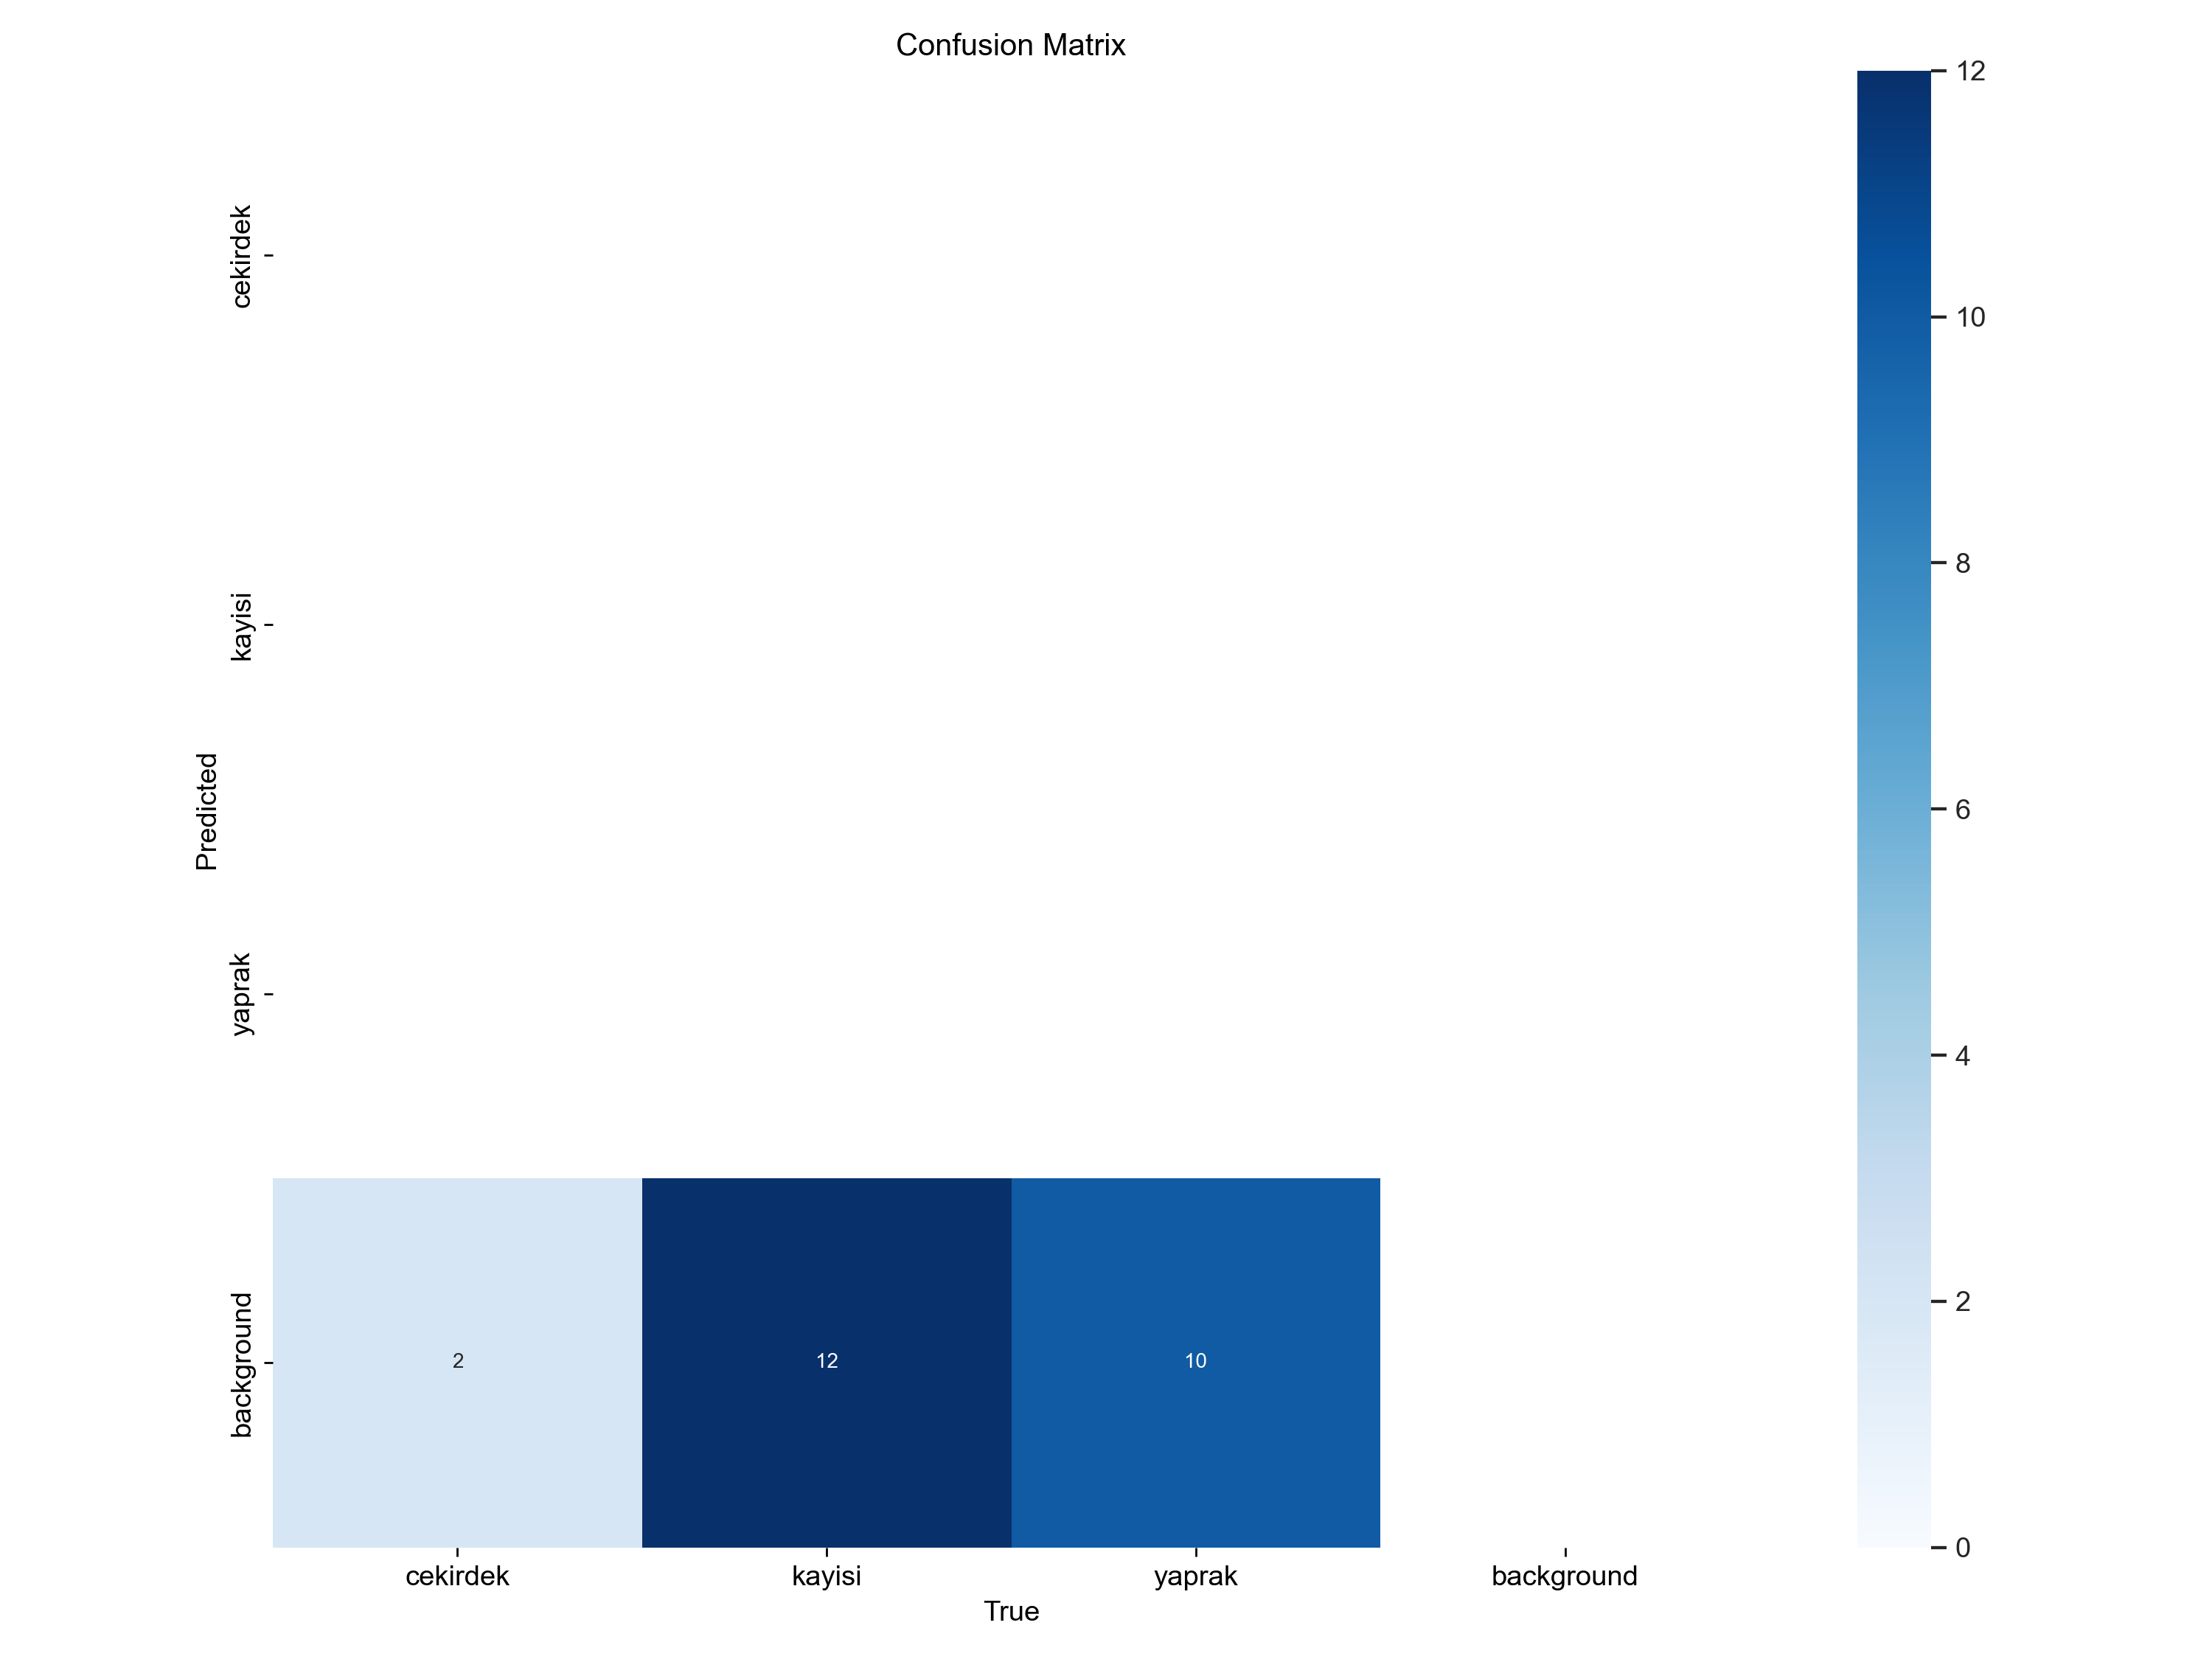 Confusion Matrix
12
10
8
6
4
2
0
Predicted
cekirdek
kayisi
yaprak
background
2 12 10
cekirdek kayisi yaprak background
True